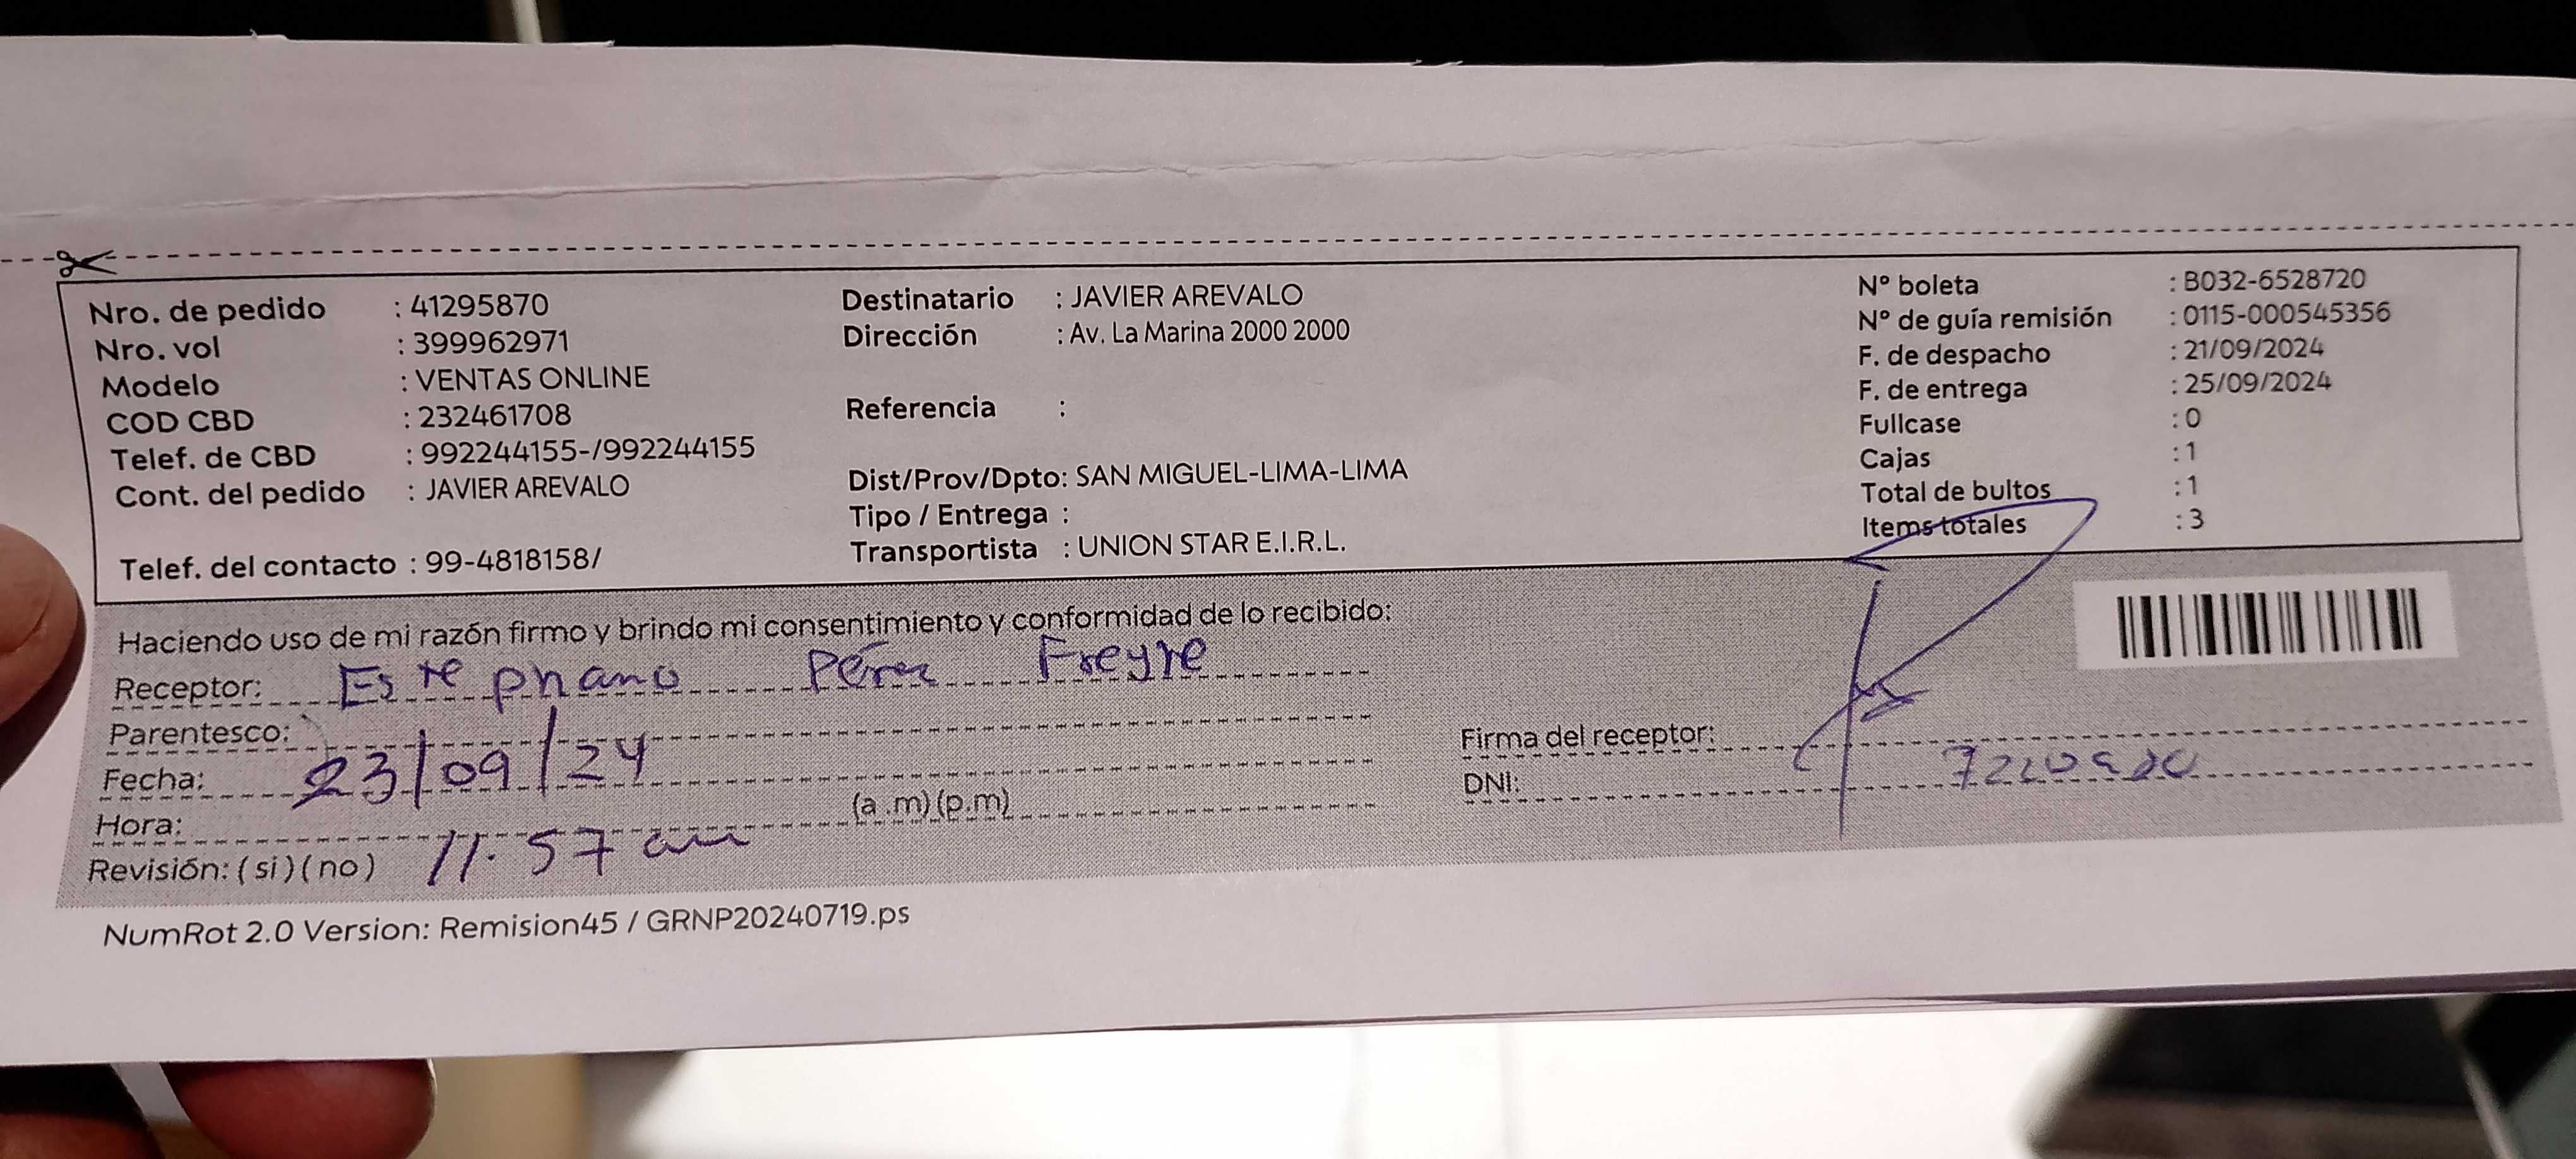 Nro. de pedido : 41295870
Nro. vol : 399962971
Modelo : VENTAS ONLINE
COD CBD : 232461708
Telef. de CBD : 992244155-/992244155
Cont. del pedido : JAVIER AREVALO
Telef. del contacto : 99-4818158/
Destinatario : JAVIER AREVALO
Dirección : Av. La Marina 2000 2000
Referencia :
Dist/Prov/Dpto: SAN MIGUEL-LIMA-LIMA
Tipo / Entrega :
Transportista : UNION STAR E.I.R.L.
Nº boleta : B032-6528720
Nº de guía remisión : 0115-000545356
F. de despacho : 21/09/2024
F. de entrega : 25/09/2024
Fullcase : 0
Cajas : 1
Total de bultos : 1
Items totales : 3
Haciendo uso de mi razón firmo y brindo mi consentimiento y conformidad de lo recibido:
Receptor: Estephano Pérez Freyre
Parentesco:
Fecha: 23/09/24
Hora: (a .m)(p.m)
Revisión: ( si ) ( no ) 11:57 am
Firma del receptor:
DNI:
NumRot 2.0 Version: Remision45 / GRNP20240719.ps